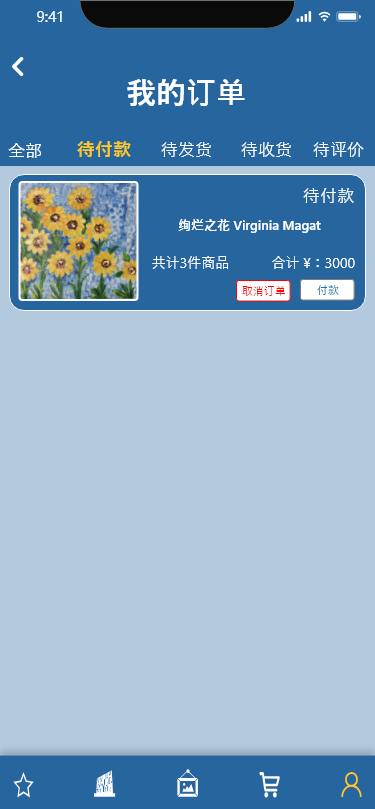 9:41
我的订单
全部 待付款 待发货 待收货 待评价
待付款
绚烂之花 Virginia Magat
共计3件商品 合计 ¥：3000
取消订单 付款